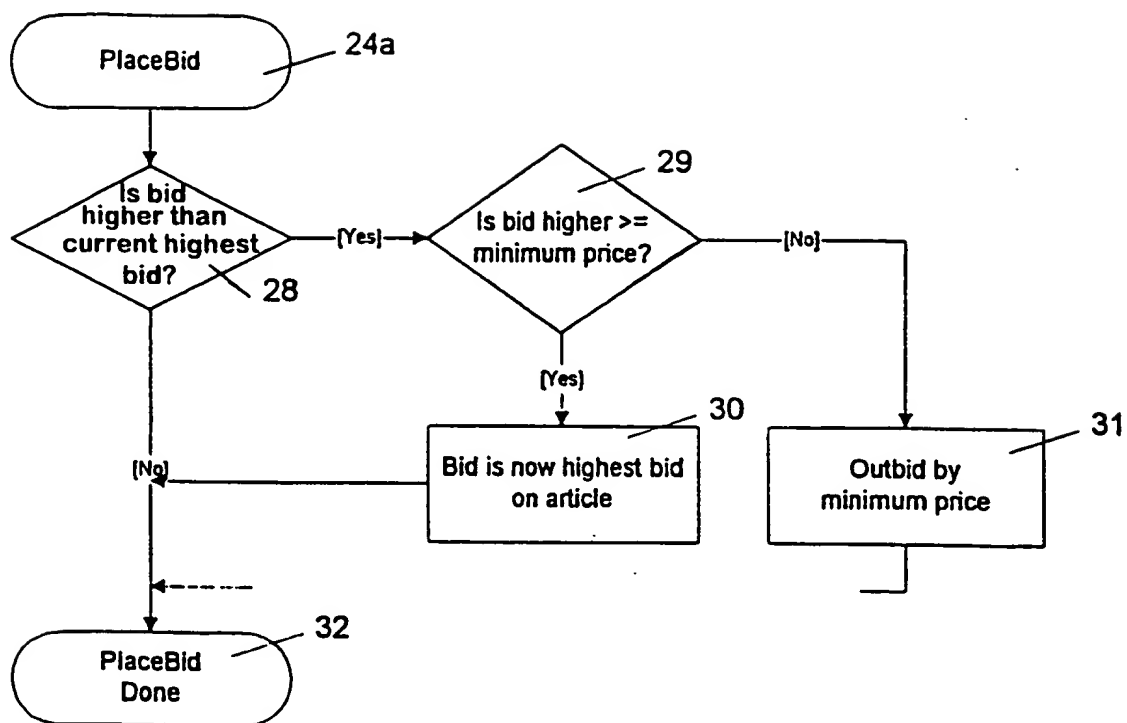 PlaceBid
24a
Is bid
higher than
current highest
bid?
28
[Yes]
Is bid higher >=
minimum price?
29
[No]
[Yes]
30
Bid is now highest bid
on article
31
Outbid by
minimum price
[No]
32
PlaceBid
Done